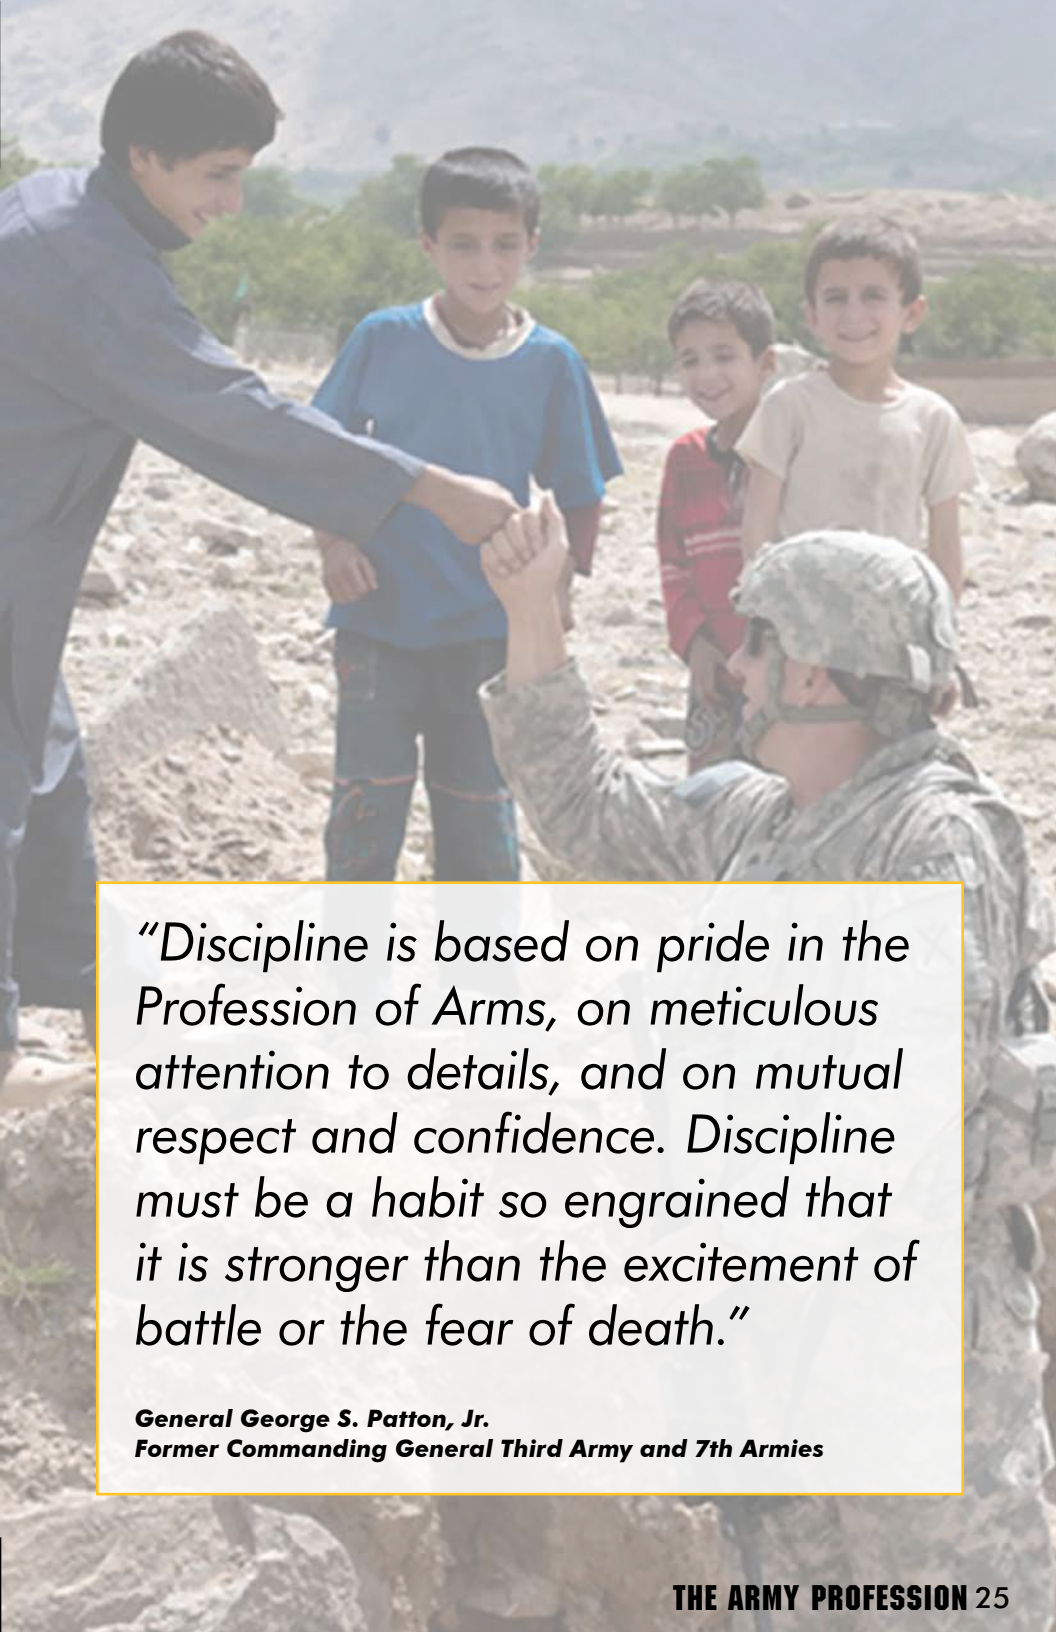 “Discipline is based on pride in the
Profession of Arms, on meticulous
attention to details, and on mutual
respect and confidence. Discipline
must be a habit so engrained that
it is stronger than the excitement of
battle or the fear of death.”
General George S. Patton, Jr.
Former Commanding General Third Army and 7th Armies
THE ARMY PROFESSION 25